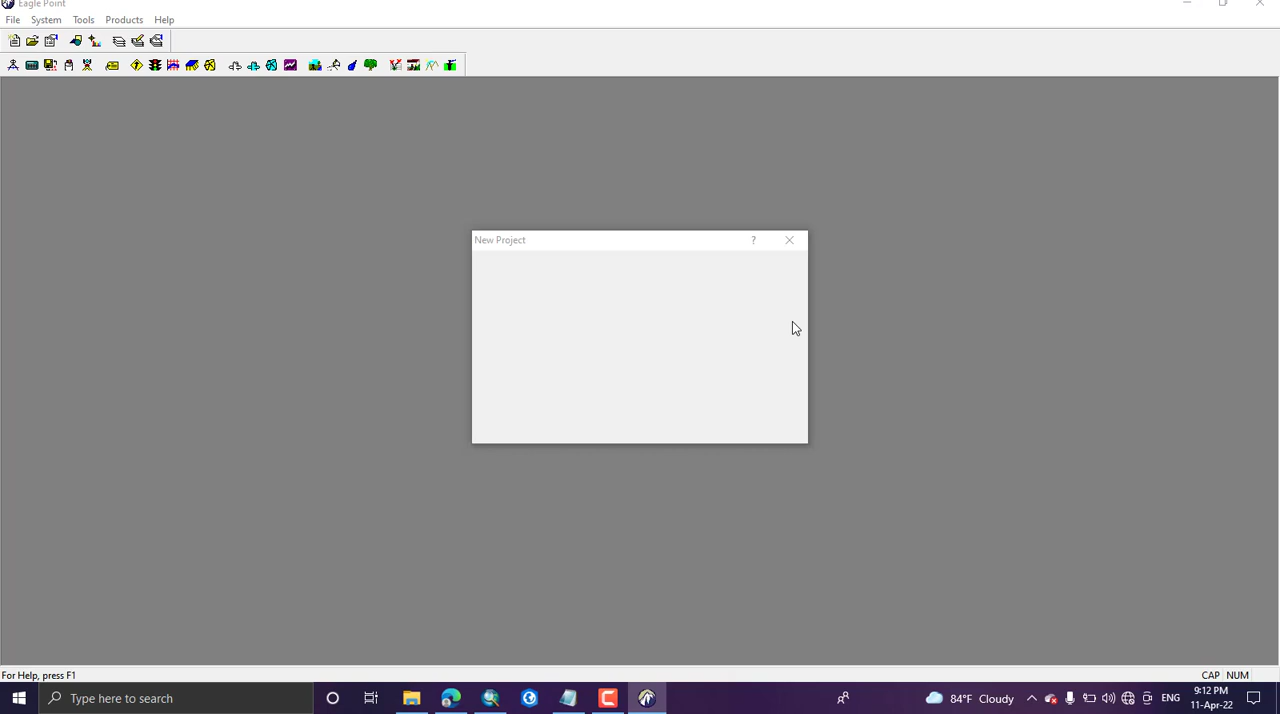 Eagle Point
File System Tools Products Help
New Project ?
For Help, press F1 CAP NUM
Type here to search 84°F Cloudy ENG 9:12 PM
11-Apr-22